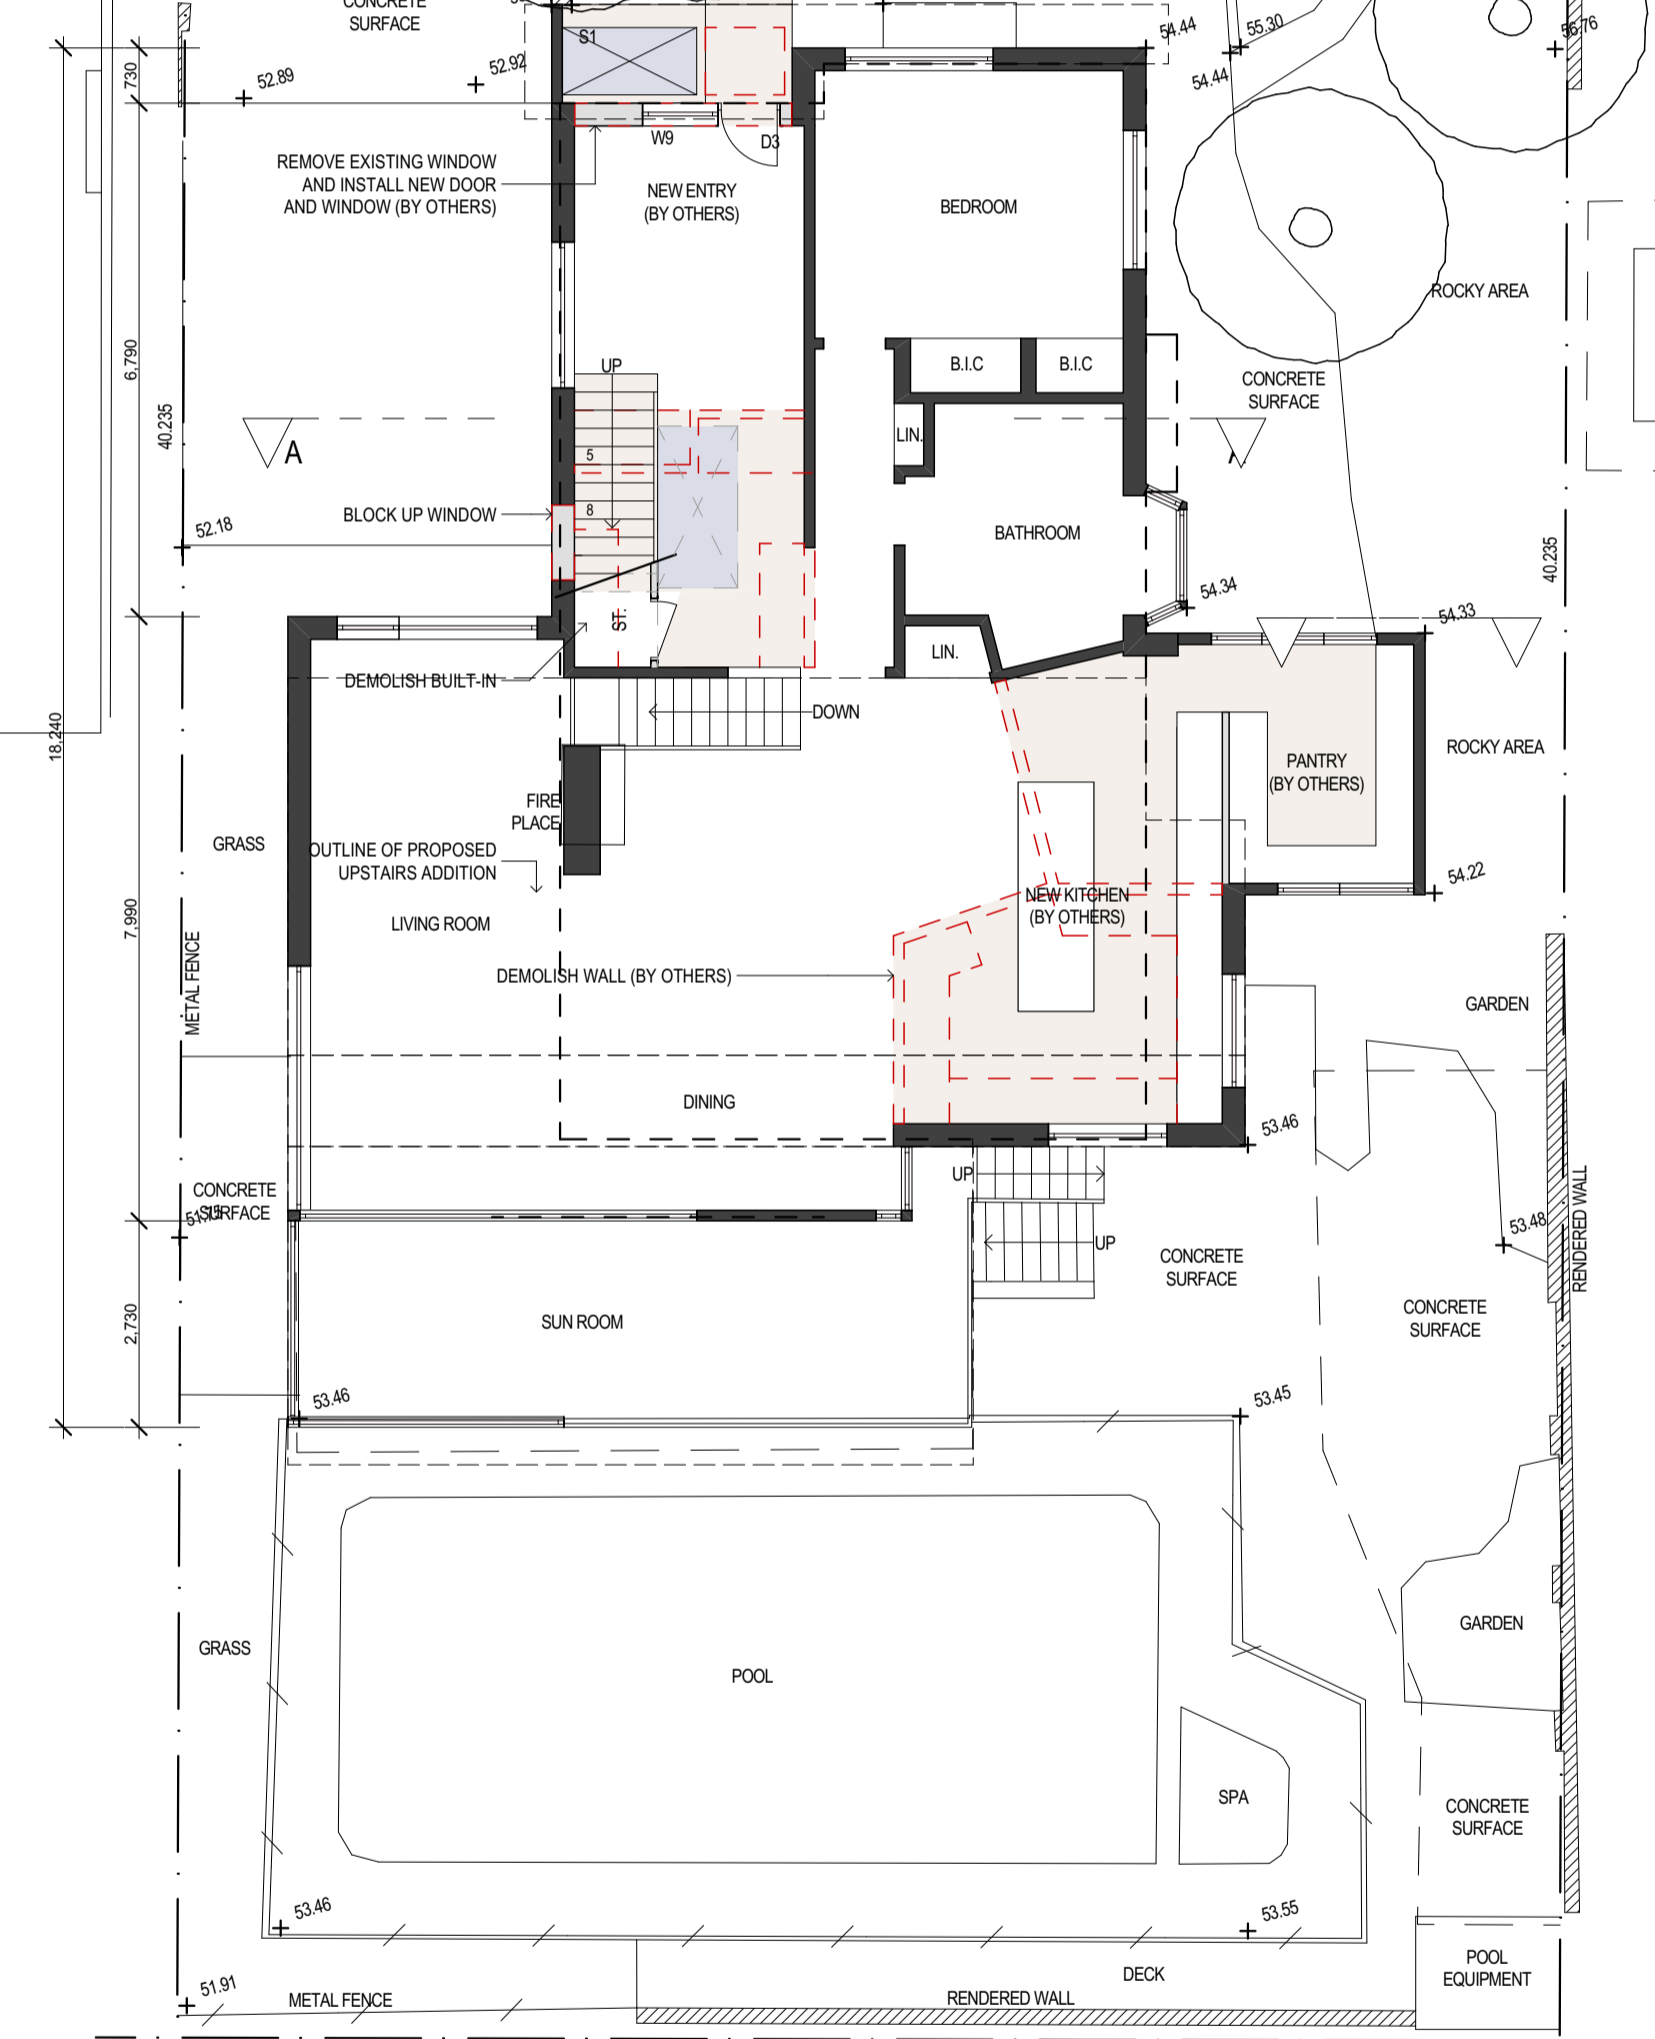 CONCRETE
SURFACE
S1
54.44
55.30
56.76
54.44
730
52.89
52.92
W9
D3
REMOVE EXISTING WINDOW
AND INSTALL NEW DOOR
AND WINDOW (BY OTHERS)
NEW ENTRY
(BY OTHERS)
BEDROOM
ROCKY AREA
6,790
UP
B.I.C
B.I.C
CONCRETE
SURFACE
40.235
A
5
LIN.
8
BLOCK UP WINDOW
52.18
BATHROOM
40.235
54.34
54.33
ST.
LIN.
DEMOLISH BUILT-IN
DOWN
18,240
PANTRY
(BY OTHERS)
ROCKY AREA
FIRE
PLACE
GRASS
OUTLINE OF PROPOSED
UPSTAIRS ADDITION
54.22
NEW KITCHEN
(BY OTHERS)
7,990
LIVING ROOM
METAL FENCE
DEMOLISH WALL (BY OTHERS)
GARDEN
DINING
53.46
UP
CONCRETE
SURFACE
RENDERED WALL
53.48
UP
CONCRETE
SURFACE
2,730
SUN ROOM
CONCRETE
SURFACE
53.46
53.45
GARDEN
GRASS
POOL
SPA
CONCRETE
SURFACE
53.46
53.55
POOL
EQUIPMENT
DECK
51.91
METAL FENCE
RENDERED WALL